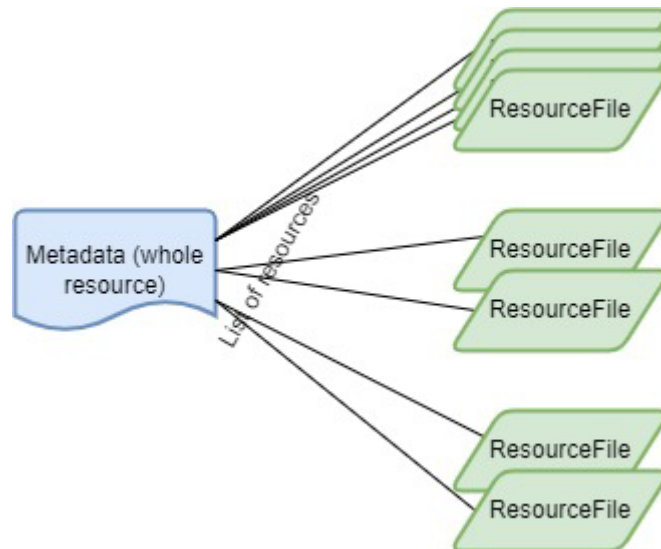 ResourceFile
Metadata (whole
resource)
List of resources
ResourceFile
ResourceFile
ResourceFile
ResourceFile